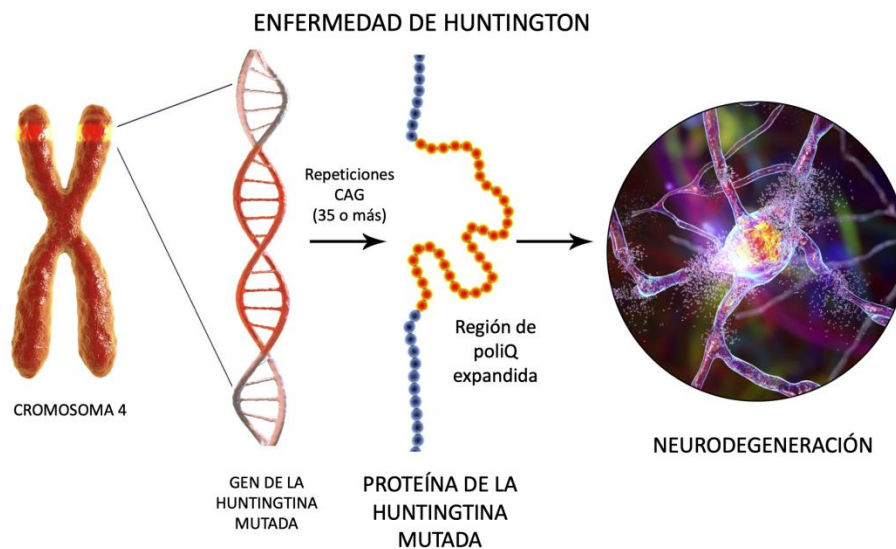 ENFERMEDAD DE HUNTINGTON
Repeticiones
CAG
(35 o más)
Región de
poliQ
expandida
CROMOSOMA 4
GEN DE LA
HUNTINGTINA
MUTADA
PROTEÍNA DE LA
HUNTINGTINA
MUTADA
NEURODEGENERACIÓN